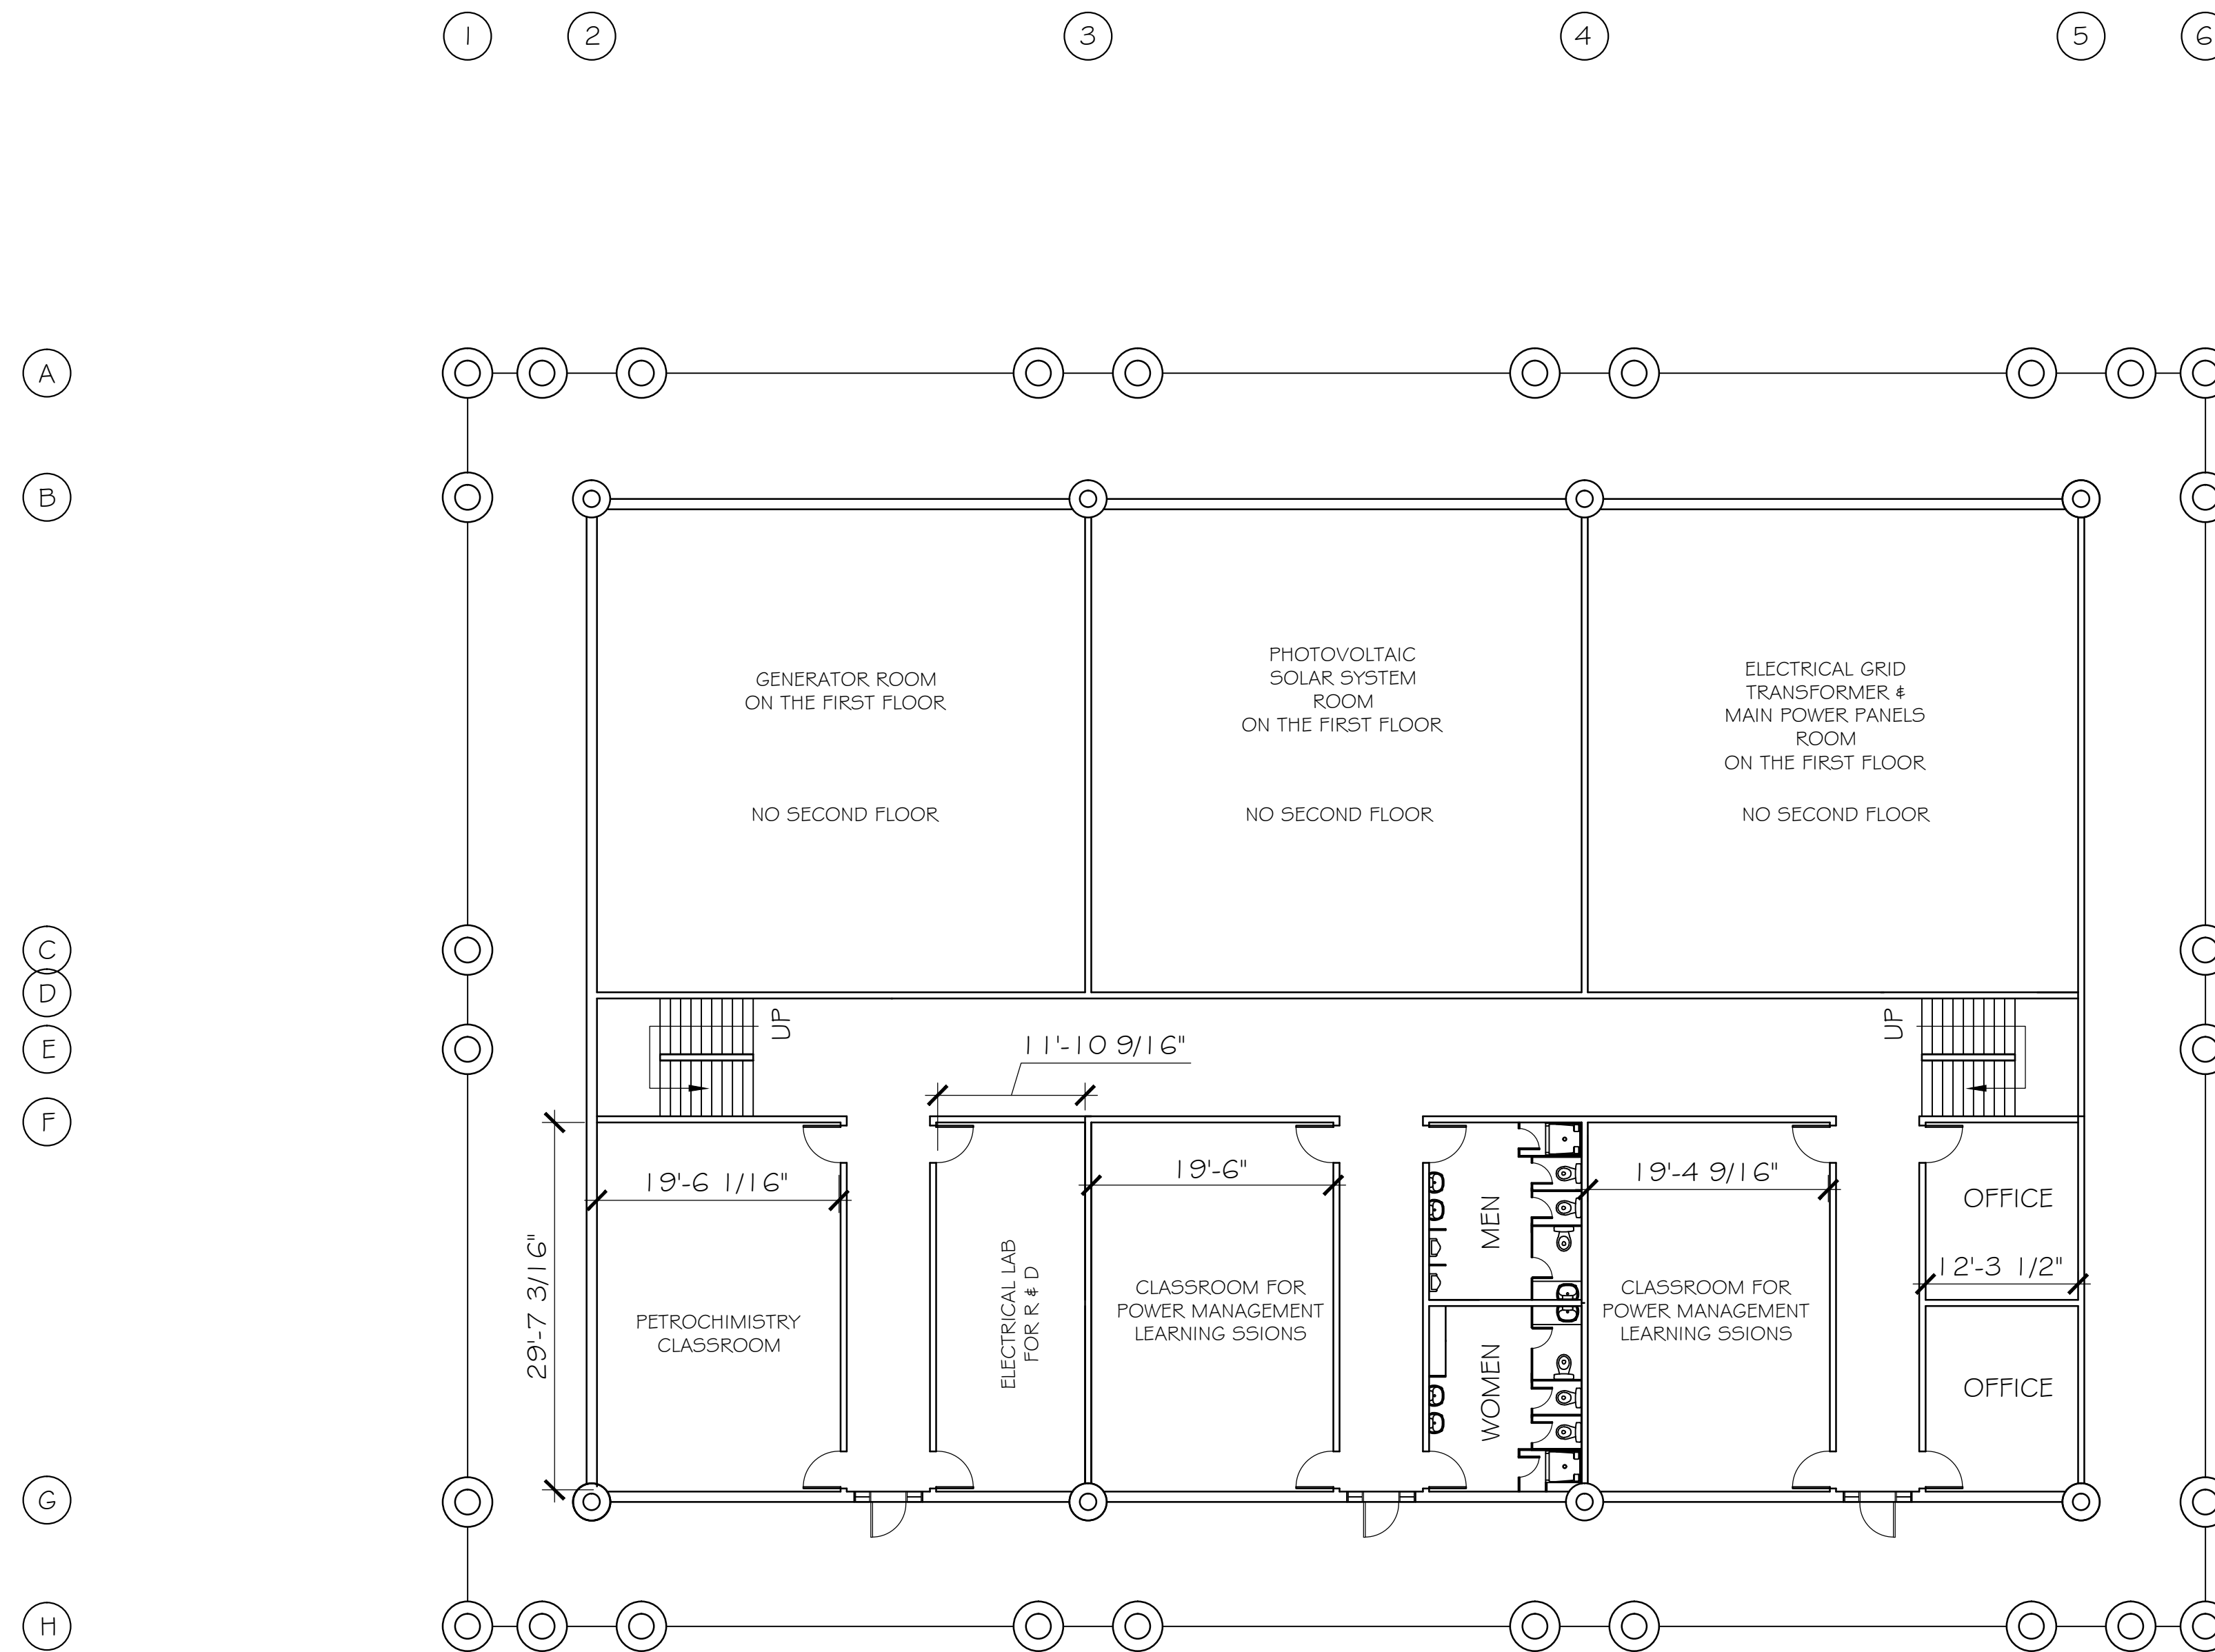 1
2
3
4
5
6
A
B
GENERATOR ROOM
ON THE FIRST FLOOR
NO SECOND FLOOR
PHOTOVOLTAIC
SOLAR SYSTEM
ROOM
ON THE FIRST FLOOR
NO SECOND FLOOR
ELECTRICAL GRID
TRANSFORMER &
MAIN POWER PANELS
ROOM
ON THE FIRST FLOOR
NO SECOND FLOOR
C
D
E
F
UP
11'-10 9/16"
UP
19'-6 1/16"
29'-7 3/16"
PETROCHIMISTRY
CLASSROOM
ELECTRICAL LAB
FOR R & D
19'-6"
CLASSROOM FOR
POWER MANAGEMENT
LEARNING SSIONS
MEN
WOMEN
19'-4 9/16"
CLASSROOM FOR
POWER MANAGEMENT
LEARNING SSIONS
OFFICE
12'-3 1/2"
OFFICE
G
H